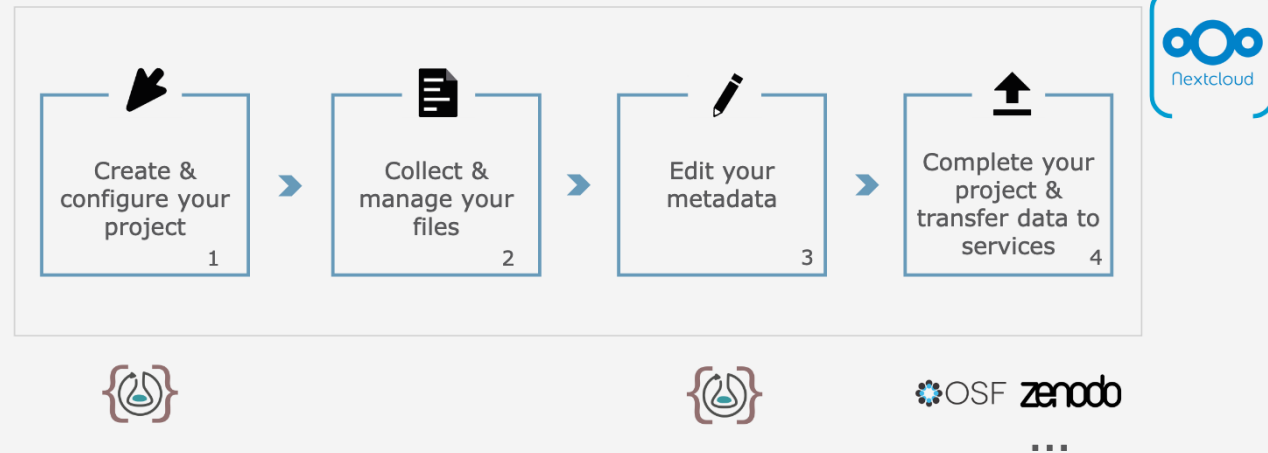 Nextcloud
Create &
configure your
project
1
Collect &
manage your
files
2
Edit your
metadata
3
Complete your
project &
transfer data to
services
4
OSF zenodo
...